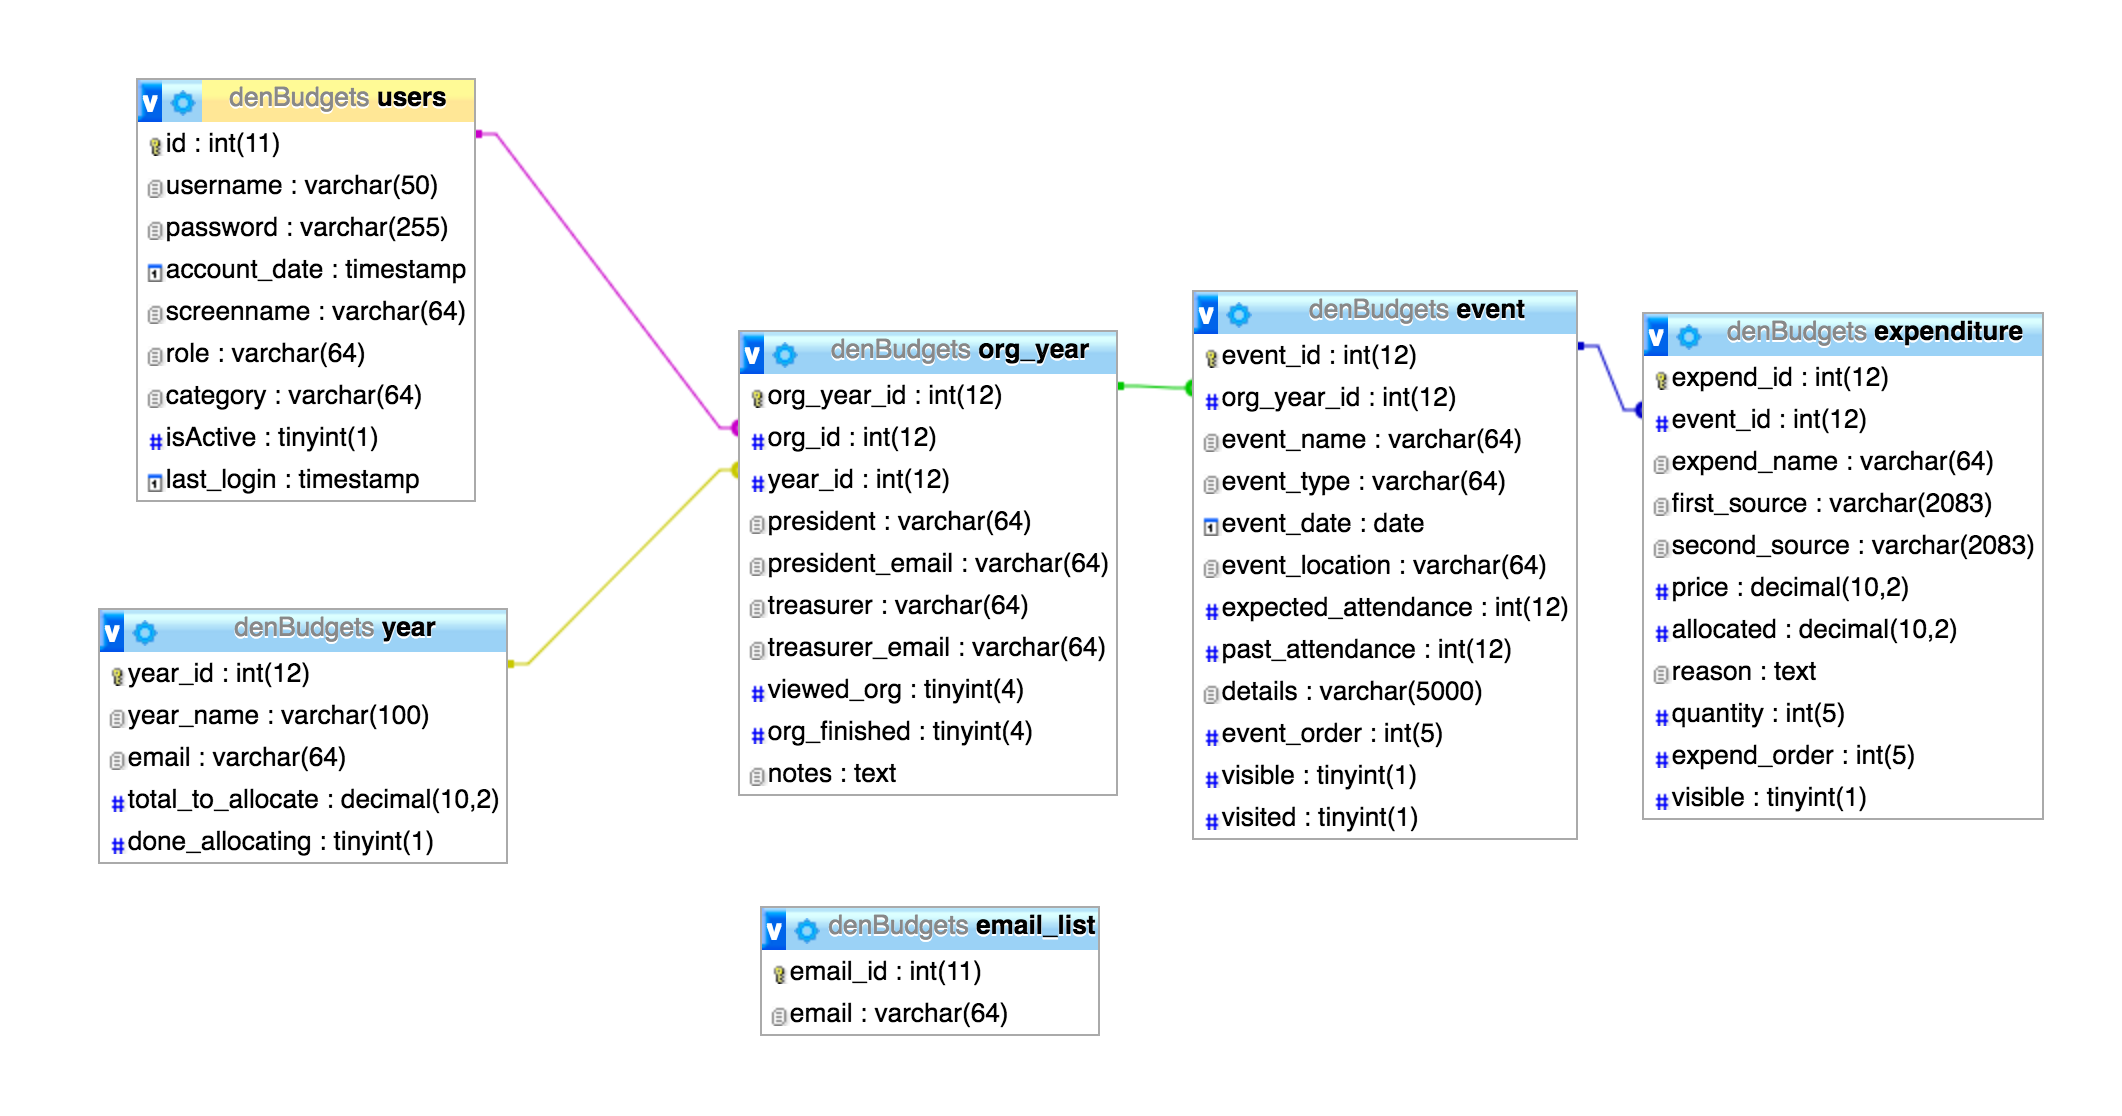 denBudgets users
id : int(11)
username : varchar(50)
password : varchar(255)
account_date : timestamp
screenname : varchar(64)
role : varchar(64)
category : varchar(64)
isActive : tinyint(1)
last_login : timestamp
denBudgets year
year_id : int(12)
year_name : varchar(100)
email : varchar(64)
total_to_allocate : decimal(10,2)
done_allocating : tinyint(1)
denBudgets org_year
org_year_id : int(12)
org_id : int(12)
year_id : int(12)
president : varchar(64)
president_email : varchar(64)
treasurer : varchar(64)
treasurer_email : varchar(64)
viewed_org : tinyint(4)
org_finished : tinyint(4)
notes : text
denBudgets email_list
email_id : int(11)
email : varchar(64)
denBudgets event
event_id : int(12)
org_year_id : int(12)
event_name : varchar(64)
event_type : varchar(64)
event_date : date
event_location : varchar(64)
expected_attendance : int(12)
past_attendance : int(12)
details : varchar(5000)
event_order : int(5)
visible : tinyint(1)
visited : tinyint(1)
denBudgets expenditure
expend_id : int(12)
event_id : int(12)
expend_name : varchar(64)
first_source : varchar(2083)
second_source : varchar(2083)
price : decimal(10,2)
allocated : decimal(10,2)
reason : text
quantity : int(5)
expend_order : int(5)
visible : tinyint(1)